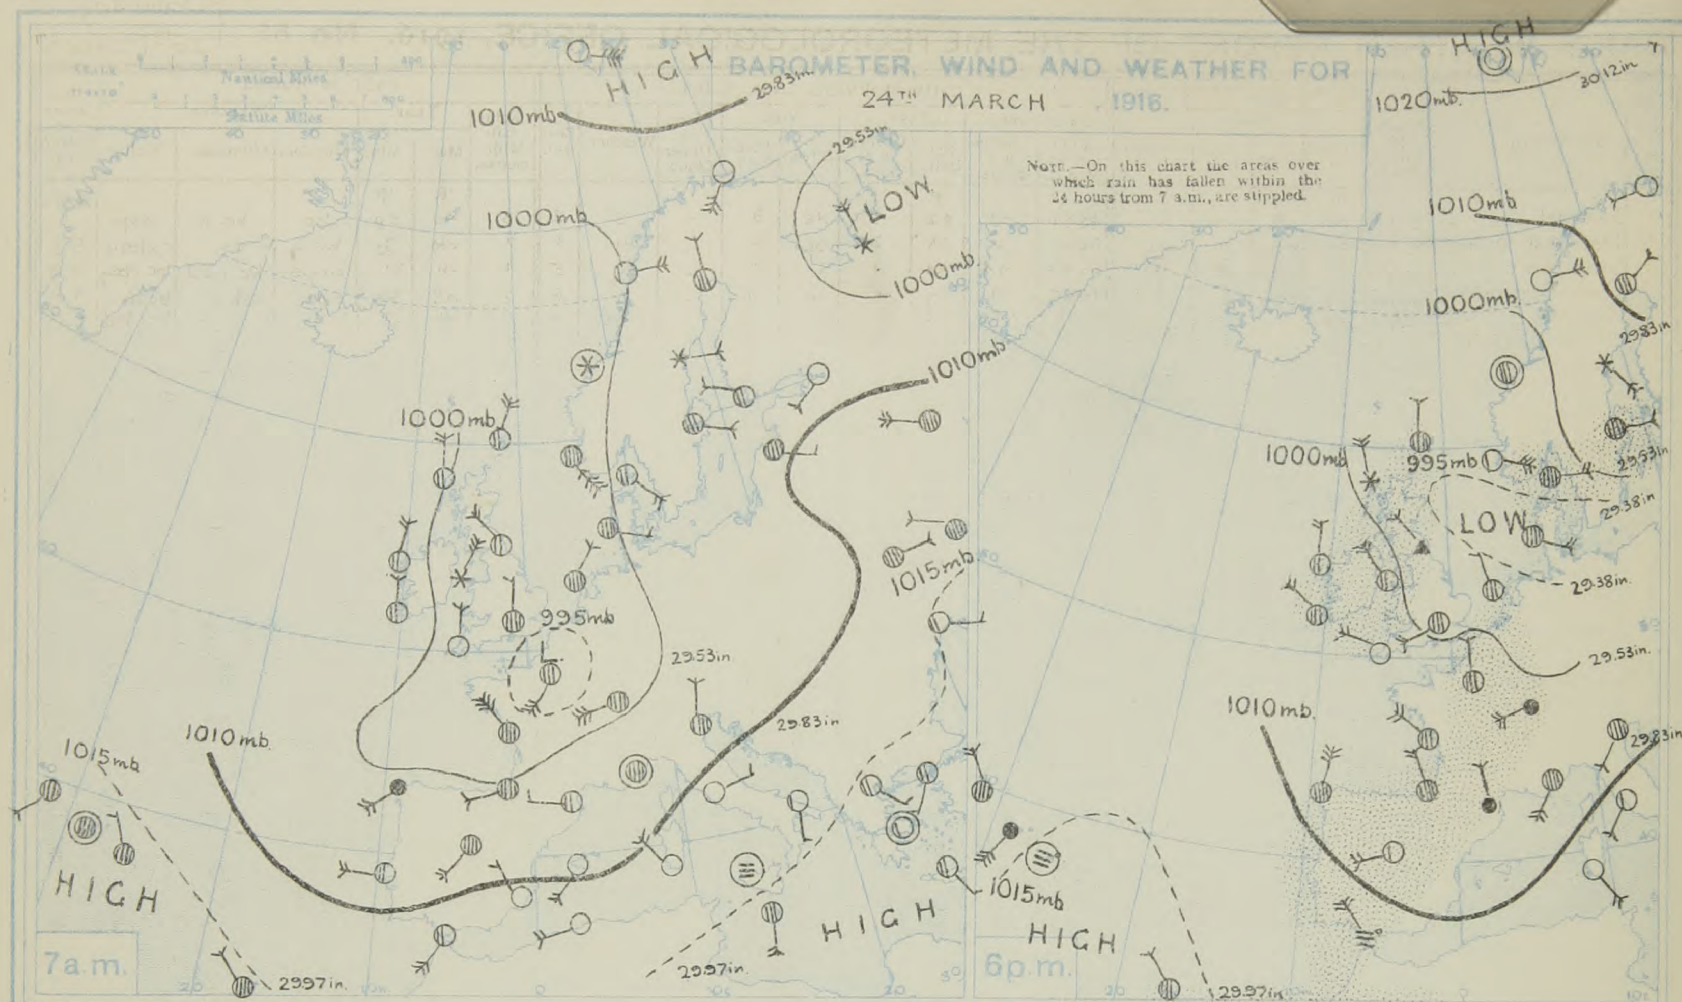 BAROMETER, WIND AND WEATHER FOR
24TH MARCH 1916.
NOTE.—On this chart the areas over
which rain has fallen within the
24 hours from 7 a.m., are stippled.
Nautical Miles
Statute Miles
HIGH
1010mb
29.83in.
29.53in
LOW
1000mb
1000mb.
1010mb
1000mb
1015mb
995mb
L.
29.53in
29.83in
1010mb.
1015mb
HIGH
HIGH
29.97in.
29.97in
7a.m.
HIGH
30.12in
1020mb.
1010mb
1000mb.
29.83in
1000mb
995mb
29.53in
29.38in
LOW
29.38in.
29.53in.
1010mb.
29.83in
1015mb
HIGH
29.97in
6p.m.